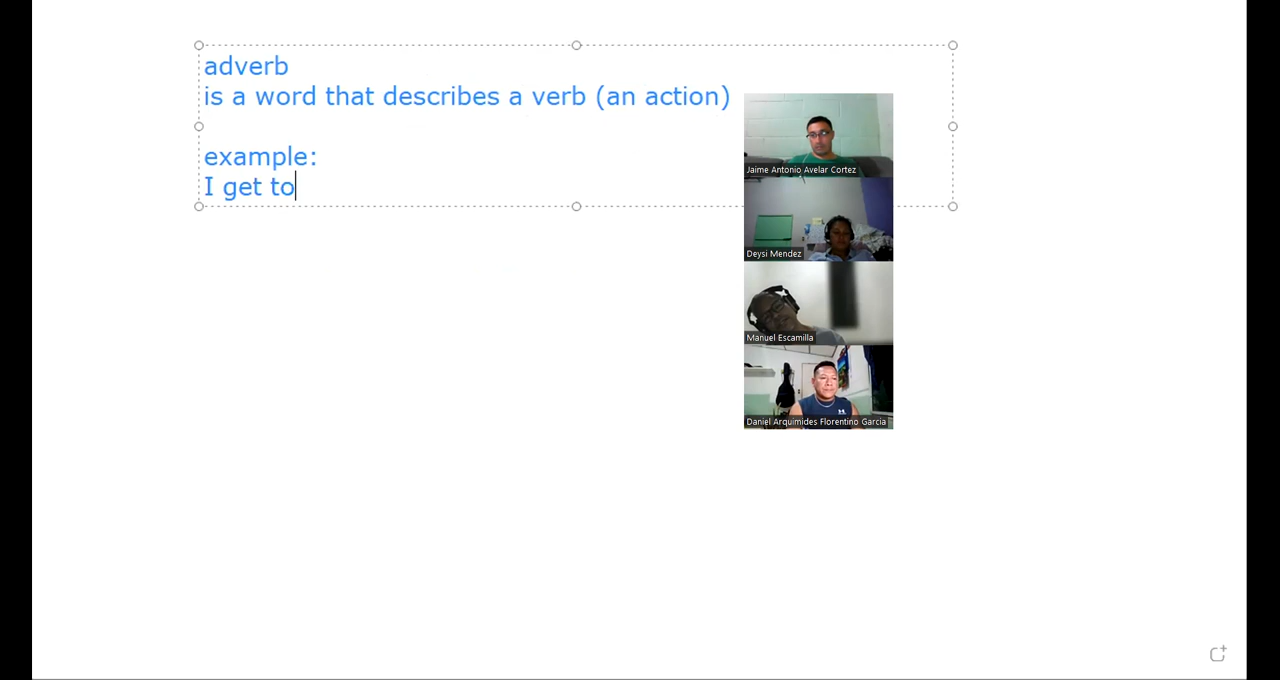 adverb
is a word that describes a verb (an action)
example:
I get to
Jaime Antonio Avelar Cortez
Deysi Mendez
Manuel Escamilla
Daniel Arquimides Florentino Garcia